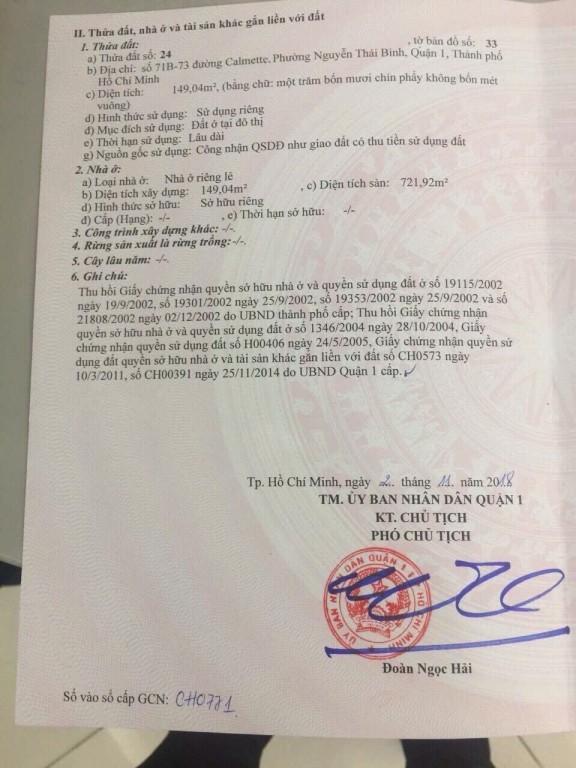 II. Thửa đất, nhà ở và tài sản khác gắn liền với đất
1. Thửa đất:
a) Thửa đất số: 24 , tờ bản đồ số: 33
b) Địa chỉ: số 71B-73 đường Calmette, Phường Nguyễn Thái Bình, Quận 1, Thành phố
Hồ Chí Minh
c) Diện tích: 149,04m², (bằng chữ: một trăm bốn mươi chín phẩy không bốn mét
vuông)
d) Hình thức sử dụng: Sử dụng riêng
đ) Mục đích sử dụng: Đất ở tại đô thị
e) Thời hạn sử dụng: Lâu dài
g) Nguồn gốc sử dụng: Công nhận QSDĐ như giao đất có thu tiền sử dụng đất
2. Nhà ở:
a) Loại nhà ở: Nhà ở riêng lẻ
b) Diện tích xây dựng: 149,04m² , c) Diện tích sàn: 721,92m²
d) Hình thức sở hữu: Sở hữu riêng
đ) Cấp (Hạng): -/- , e) Thời hạn sở hữu: -/-
3. Công trình xây dựng khác: -/-.
4. Rừng sản xuất là rừng trồng:-/-.
5. Cây lâu năm: -/-.
6. Ghi chú:
Thu hồi Giấy chứng nhận quyền sở hữu nhà ở và quyền sử dụng đất ở số 19115/2002
ngày 19/9/2002, số 19301/2002 ngày 25/9/2002, số 19353/2002 ngày 25/9/2002 và số
21808/2002 ngày 02/12/2002 do UBND thành phố cấp; Thu hồi Giấy chứng nhận
quyền sở hữu nhà ở và quyền sử dụng đất ở số 1346/2004 ngày 28/10/2004, Giấy
chứng nhận quyền sử dụng đất số H00406 ngày 24/5/2005, Giấy chứng nhận quyền sử
dụng đất quyền sở hữu nhà ở và tài sản khác gắn liền với đất số CH0573 ngày
10/3/2011, số CH00391 ngày 25/11/2014 do UBND Quận 1 cấp.
Tp. Hồ Chí Minh, ngày 2. tháng 11. năm 2018
TM. ỦY BAN NHÂN DÂN QUẬN 1
KT. CHỦ TỊCH
PHÓ CHỦ TỊCH
ỦY BAN NHÂN DÂN QUẬN 1 T.P HỒ CHÍ MINH
Đoàn Ngọc Hải
Số vào sổ cấp GCN: CH0771.